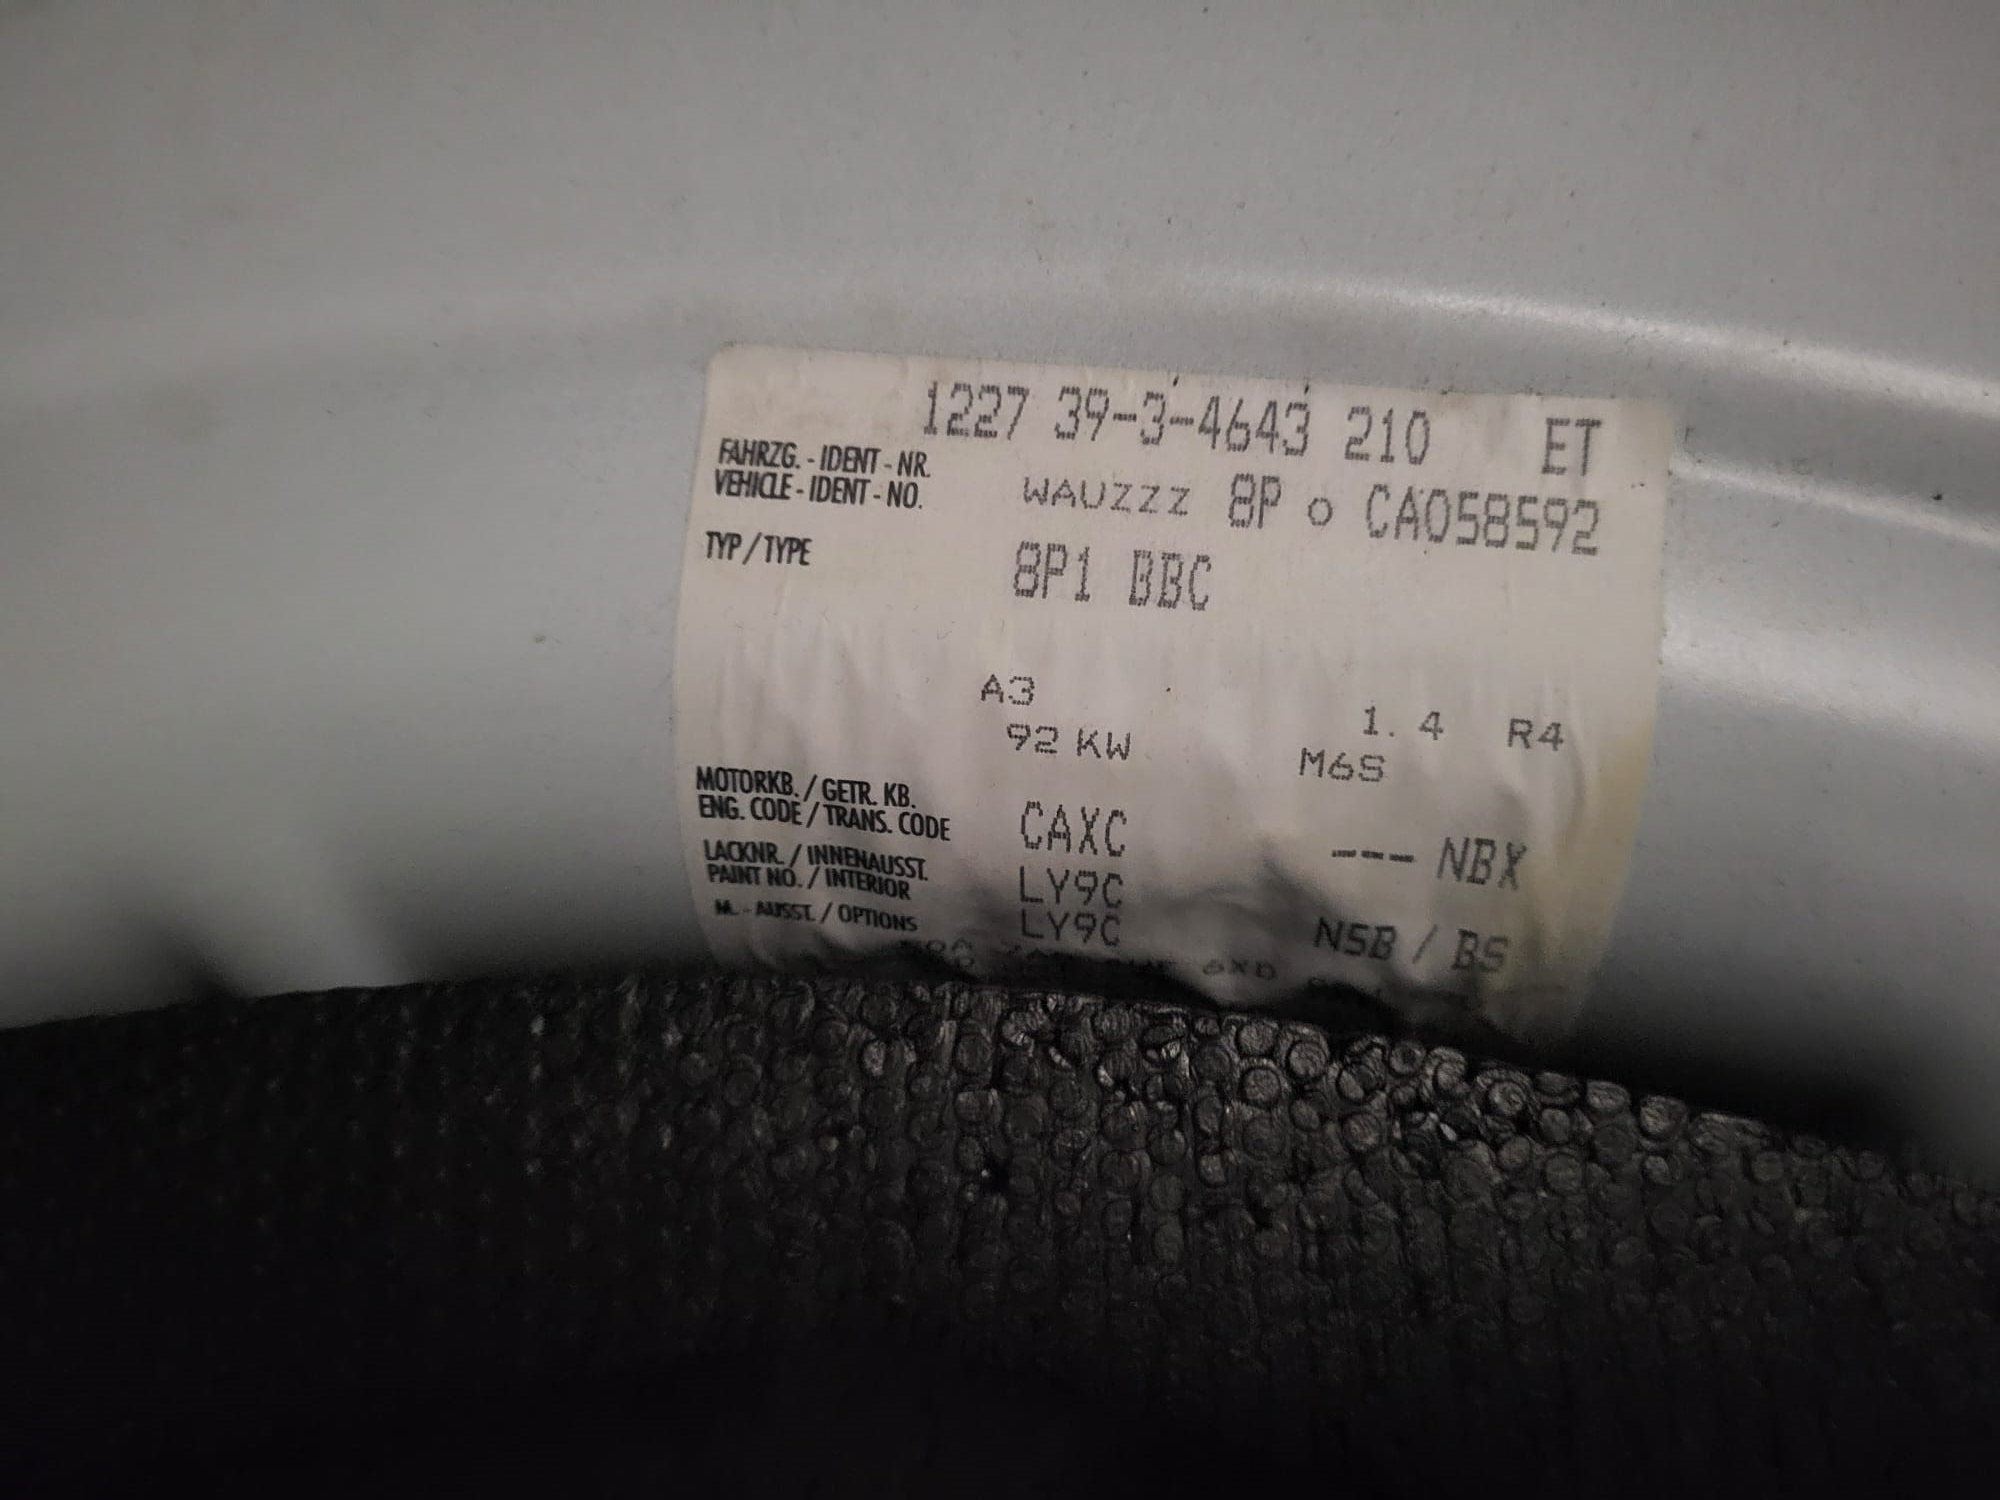 1227 39-3-4643 210 ET
FAHRZG. - IDENT - NR.
VEHICLE - IDENT - NO. WAUZZZ 8P 0 CA058592
TYP / TYPE 8P1 BBC
A3 1.4 R4
92 KW M6S
MOTORKB. / GETR. KB.
ENG. CODE / TRANS. CODE CAXC --- NBX
LACKNR. / INNENAUSST. LY9C
PAINT NO. / INTERIOR LY9C N5B / BS
M. - AUSST. / OPTIONS
6XD